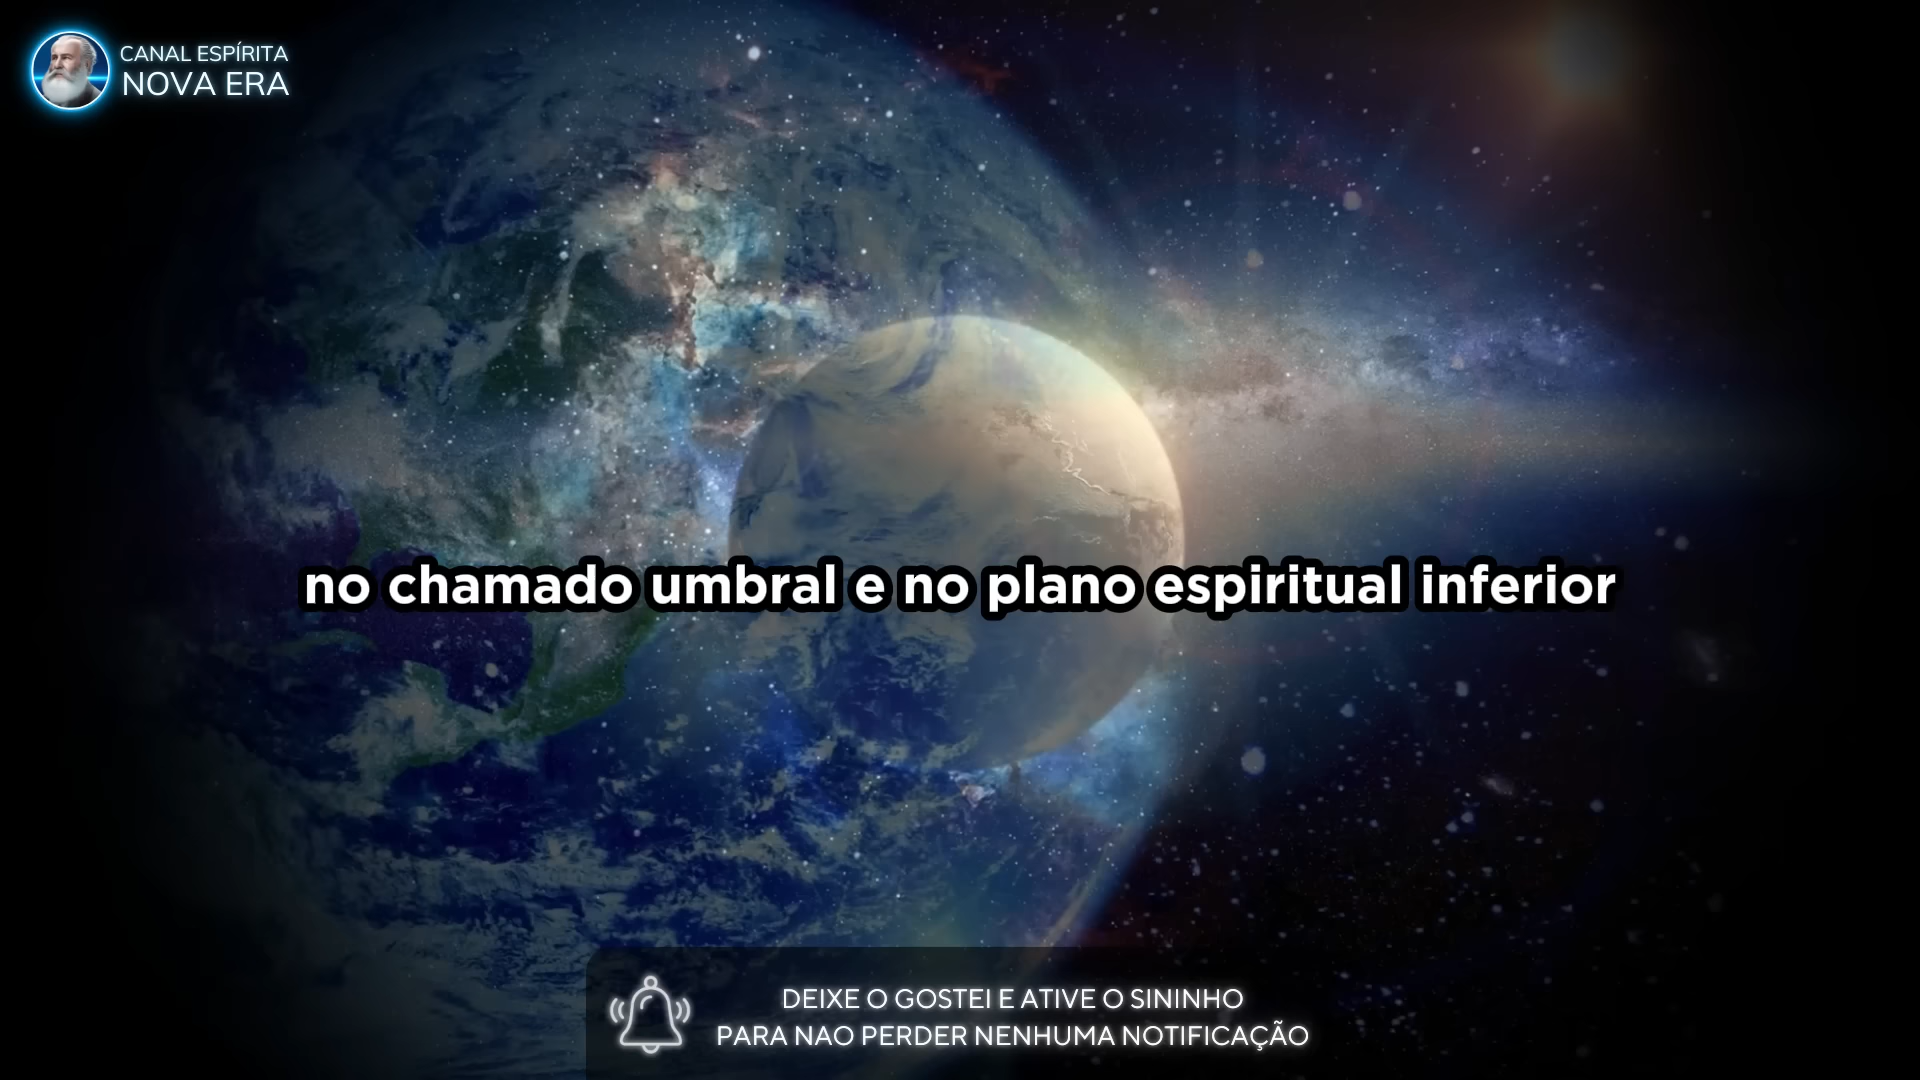 CANAL ESPÍRITA
NOVA ERA
no chamado umbral e no plano espiritual inferior
DEIXE O GOSTEI E ATIVE O SININHO
PARA NAO PERDER NENHUMA NOTIFICAÇÃO